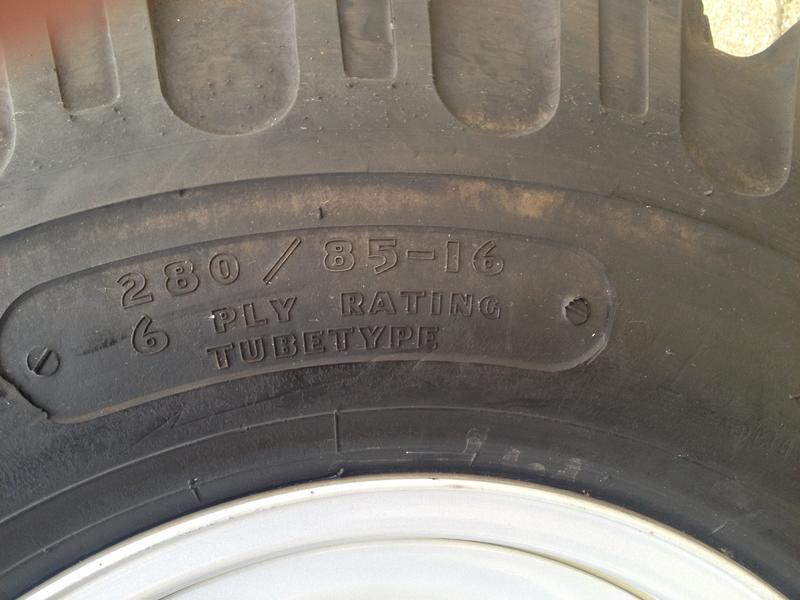 280/85-16
6 PLY RATING
TUBETYPE